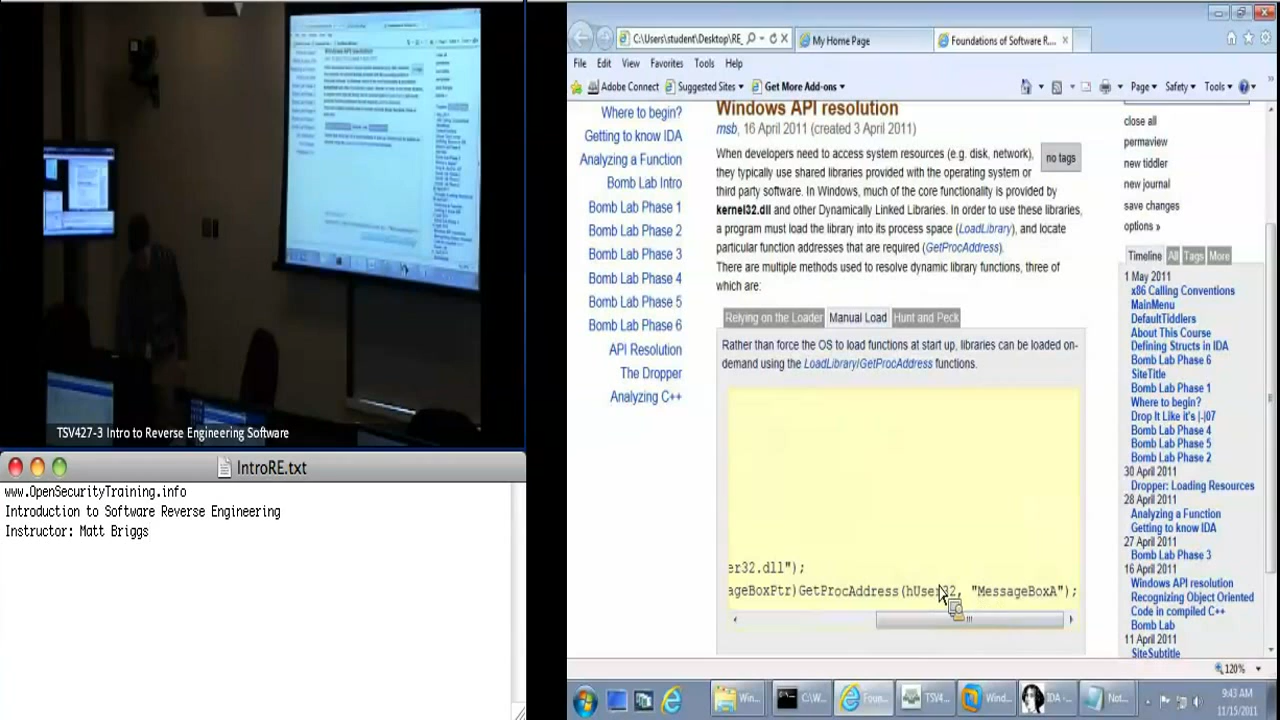 TSV427-3 Intro to Reverse Engineering Software
IntroRE.txt
www.OpenSecurityTraining.info
Introduction to Software Reverse Engineering
Instructor: Matt Briggs
C:\Users\student\Desktop\
My Home Page
Foundations of Software R...
File Edit View Favorites Tools Help
Adobe Connect
Suggested Sites
Get More Add-ons
Page
Safety
Tools
Where to begin?
Getting to know IDA
Analyzing a Function
Bomb Lab Intro
Bomb Lab Phase 1
Bomb Lab Phase 2
Bomb Lab Phase 3
Bomb Lab Phase 4
Bomb Lab Phase 5
Bomb Lab Phase 6
API Resolution
The Dropper
Analyzing C++
Windows API resolution
msb, 16 April 2011 (created 3 April 2011)
no tags
When developers need to access system resources (e.g. disk, network),
they typically use shared libraries provided with the operating system or
third party software. In Windows, much of the core functionality is provided by
kernel32.dll and other Dynamically Linked Libraries. In order to use these libraries,
a program must load the library into its process space (LoadLibrary), and locate
particular function addresses that are required (GetProcAddress).
There are multiple methods used to resolve dynamic library functions, three of
which are:
Relying on the Loader Manual Load Hunt and Peck
Rather than force the OS to load functions at start up, libraries can be loaded on-
demand using the LoadLibrary/GetProcAddress functions.
er32.dll");
ageBoxPtr)GetProcAddress(hUser32, "MessageBoxA");
close all
permaview
new tiddler
new journal
save changes
options »
Timeline All Tags More
1 May 2011
x86 Calling Conventions
MainMenu
DefaultTiddlers
About This Course
Defining Structs in IDA
Bomb Lab Phase 6
SiteTitle
Bomb Lab Phase 1
Where to begin?
Drop It Like it's |-|07
Bomb Lab Phase 4
Bomb Lab Phase 5
Bomb Lab Phase 2
30 April 2011
Dropper: Loading Resources
28 April 2011
Analyzing a Function
Getting to know IDA
27 April 2011
Bomb Lab Phase 3
16 April 2011
Windows API resolution
Recognizing Object Oriented
Code in compiled C++
Bomb Lab
11 April 2011
SiteSubtitle
120%
Win...
C:\W...
Foun...
TSV4...
Wind...
IDA -...
Not...
9:43 AM
11/15/2011